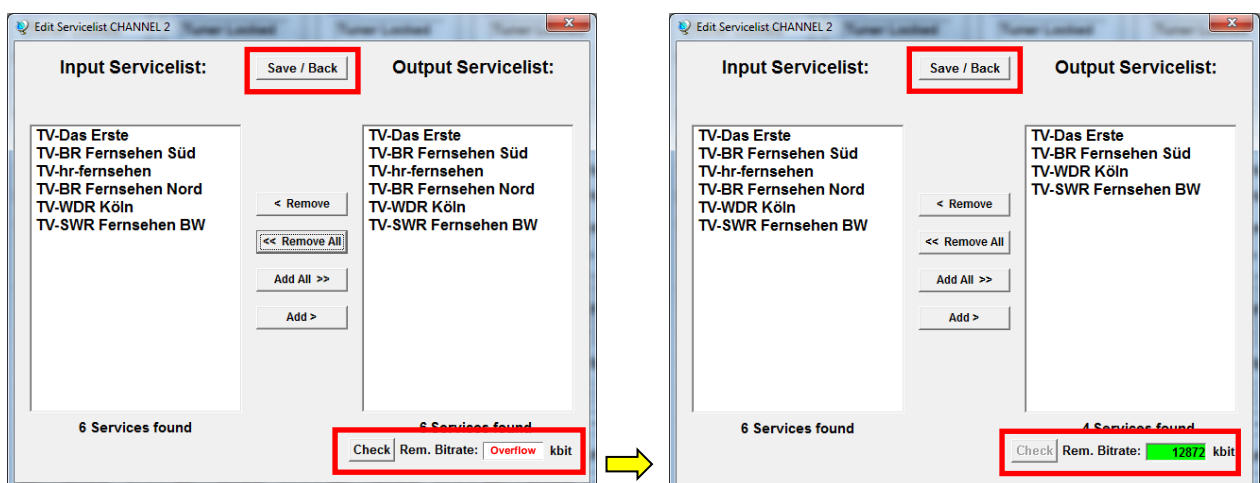 Edit Servicelist CHANNEL 2
Input Servicelist:
Save / Back
Output Servicelist:
TV-Das Erste
TV-BR Fernsehen Süd
TV-hr-fernsehen
TV-BR Fernsehen Nord
TV-WDR Köln
TV-SWR Fernsehen BW
< Remove
<< Remove All
Add All >>
Add >
TV-Das Erste
TV-BR Fernsehen Süd
TV-hr-fernsehen
TV-BR Fernsehen Nord
TV-WDR Köln
TV-SWR Fernsehen BW
6 Services found
6 Services found
Check Rem. Bitrate: Overflow kbit
Edit Servicelist CHANNEL 2
Input Servicelist:
Save / Back
Output Servicelist:
TV-Das Erste
TV-BR Fernsehen Süd
TV-hr-fernsehen
TV-BR Fernsehen Nord
TV-WDR Köln
TV-SWR Fernsehen BW
< Remove
<< Remove All
Add All >>
Add >
TV-Das Erste
TV-BR Fernsehen Süd
TV-WDR Köln
TV-SWR Fernsehen BW
6 Services found
4 Services found
Check Rem. Bitrate: 12872 kbit